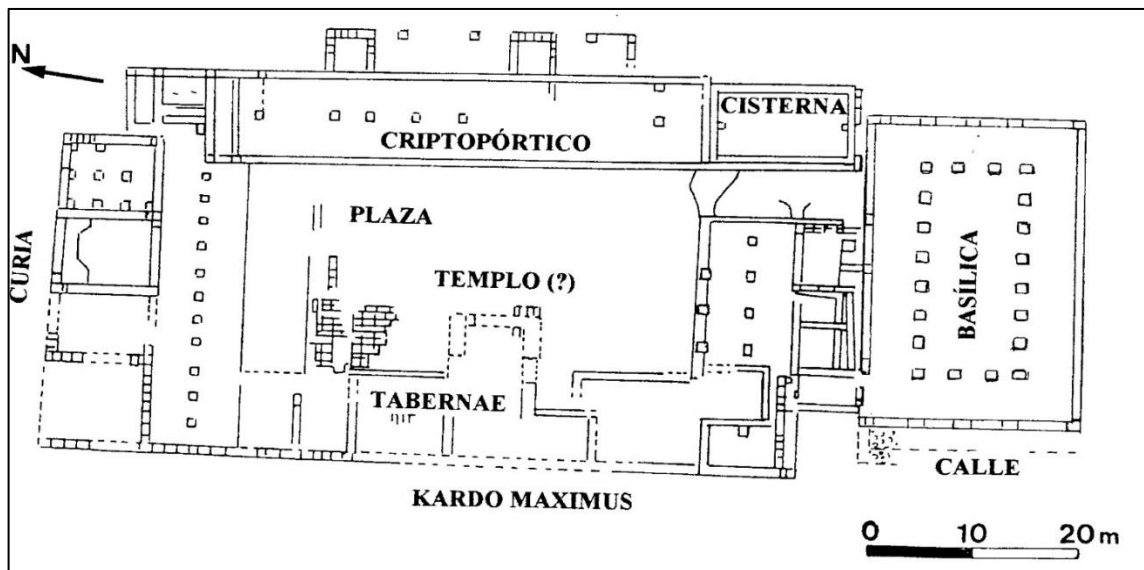 N
CISTERNA
CRIPTOPÓRTICO
PLAZA
CURIA
TEMPLO (?)
BASÍLICA
TABERNAE
CALLE
KARDO MAXIMUS
0 10 20 m